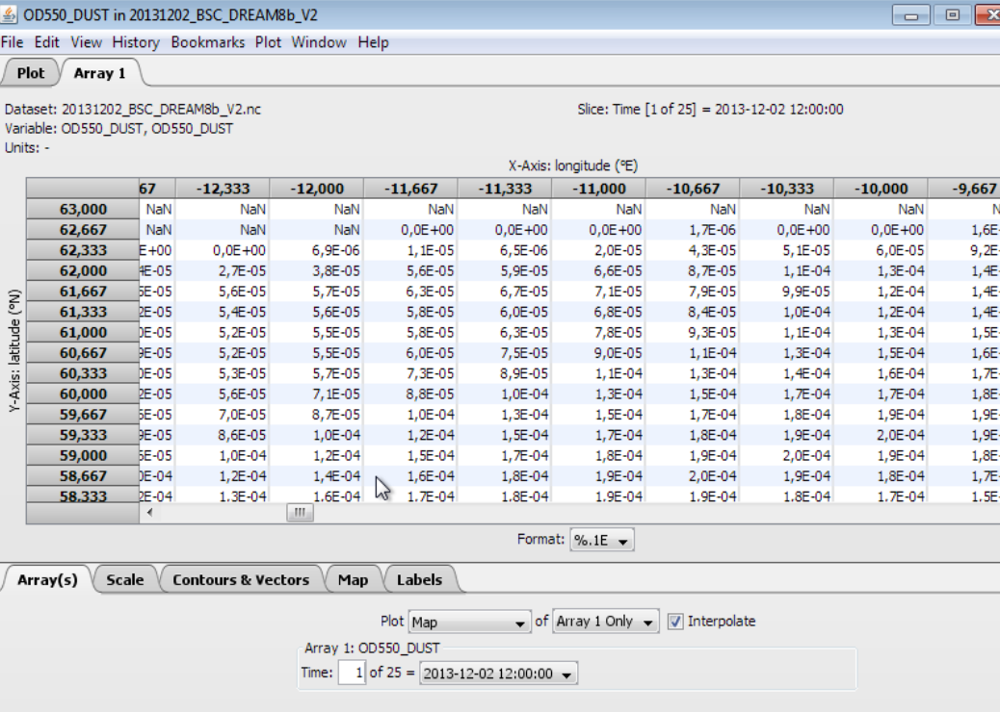 OD550_DUST in 20131202_BSC_DREAM8b_V2
File Edit View History Bookmarks Plot Window Help
Plot Array 1
Dataset: 20131202_BSC_DREAM8b_V2.nc Slice: Time [1 of 25] = 2013-12-02 12:00:00
Variable: OD550_DUST, OD550_DUST
Units: -
X-Axis: longitude (°E)
Y-Axis: latitude (°N)
67 -12,333 -12,000 -11,667 -11,333 -11,000 -10,667 -10,333 -10,000 -9,667
63,000 NaN NaN NaN NaN NaN NaN NaN NaN NaN
62,667 NaN NaN NaN 0,0E+00 0,0E+00 0,0E+00 1,7E-06 0,0E+00 0,0E+00 1,6E-
62,333 E+00 0,0E+00 6,9E-06 1,1E-05 6,5E-06 2,0E-05 4,3E-05 5,1E-05 6,0E-05 9,2E-
62,000 4E-05 2,7E-05 3,8E-05 5,6E-05 5,9E-05 6,6E-05 8,7E-05 1,1E-04 1,3E-04 1,4E-
61,667 E-05 5,6E-05 5,7E-05 6,3E-05 6,7E-05 7,1E-05 7,9E-05 9,9E-05 1,2E-04 1,4E-
61,333 2E-05 5,4E-05 5,6E-05 5,8E-05 6,0E-05 6,8E-05 8,4E-05 1,0E-04 1,2E-04 1,4E-
61,000 E-05 5,2E-05 5,5E-05 5,8E-05 6,3E-05 7,8E-05 9,3E-05 1,1E-04 1,3E-04 1,5E-
60,667 E-05 5,2E-05 5,5E-05 6,0E-05 7,5E-05 9,0E-05 1,1E-04 1,3E-04 1,5E-04 1,6E-
60,333 E-05 5,3E-05 5,7E-05 7,3E-05 8,9E-05 1,1E-04 1,3E-04 1,4E-04 1,6E-04 1,7E-
60,000 2E-05 5,6E-05 7,1E-05 8,8E-05 1,0E-04 1,3E-04 1,5E-04 1,7E-04 1,7E-04 1,8E-
59,667 E-05 7,0E-05 8,7E-05 1,0E-04 1,3E-04 1,5E-04 1,7E-04 1,8E-04 1,9E-04 1,9E-
59,333 E-05 8,6E-05 1,0E-04 1,2E-04 1,5E-04 1,7E-04 1,8E-04 1,9E-04 2,0E-04 1,9E-
59,000 E-05 1,0E-04 1,2E-04 1,5E-04 1,7E-04 1,8E-04 1,9E-04 2,0E-04 1,9E-04 1,8E-
58,667 E-04 1,2E-04 1,4E-04 1,6E-04 1,8E-04 1,9E-04 2,0E-04 1,9E-04 1,8E-04 1,7E-
58,333 2E-04 1,3E-04 1,6E-04 1,7E-04 1,8E-04 1,9E-04 1,9E-04 1,8E-04 1,7E-04 1,5E-
Format: %.1E
Array(s) Scale Contours & Vectors Map Labels
Plot Map of Array 1 Only Interpolate
Array 1: OD550_DUST
Time: 1 of 25 = 2013-12-02 12:00:00